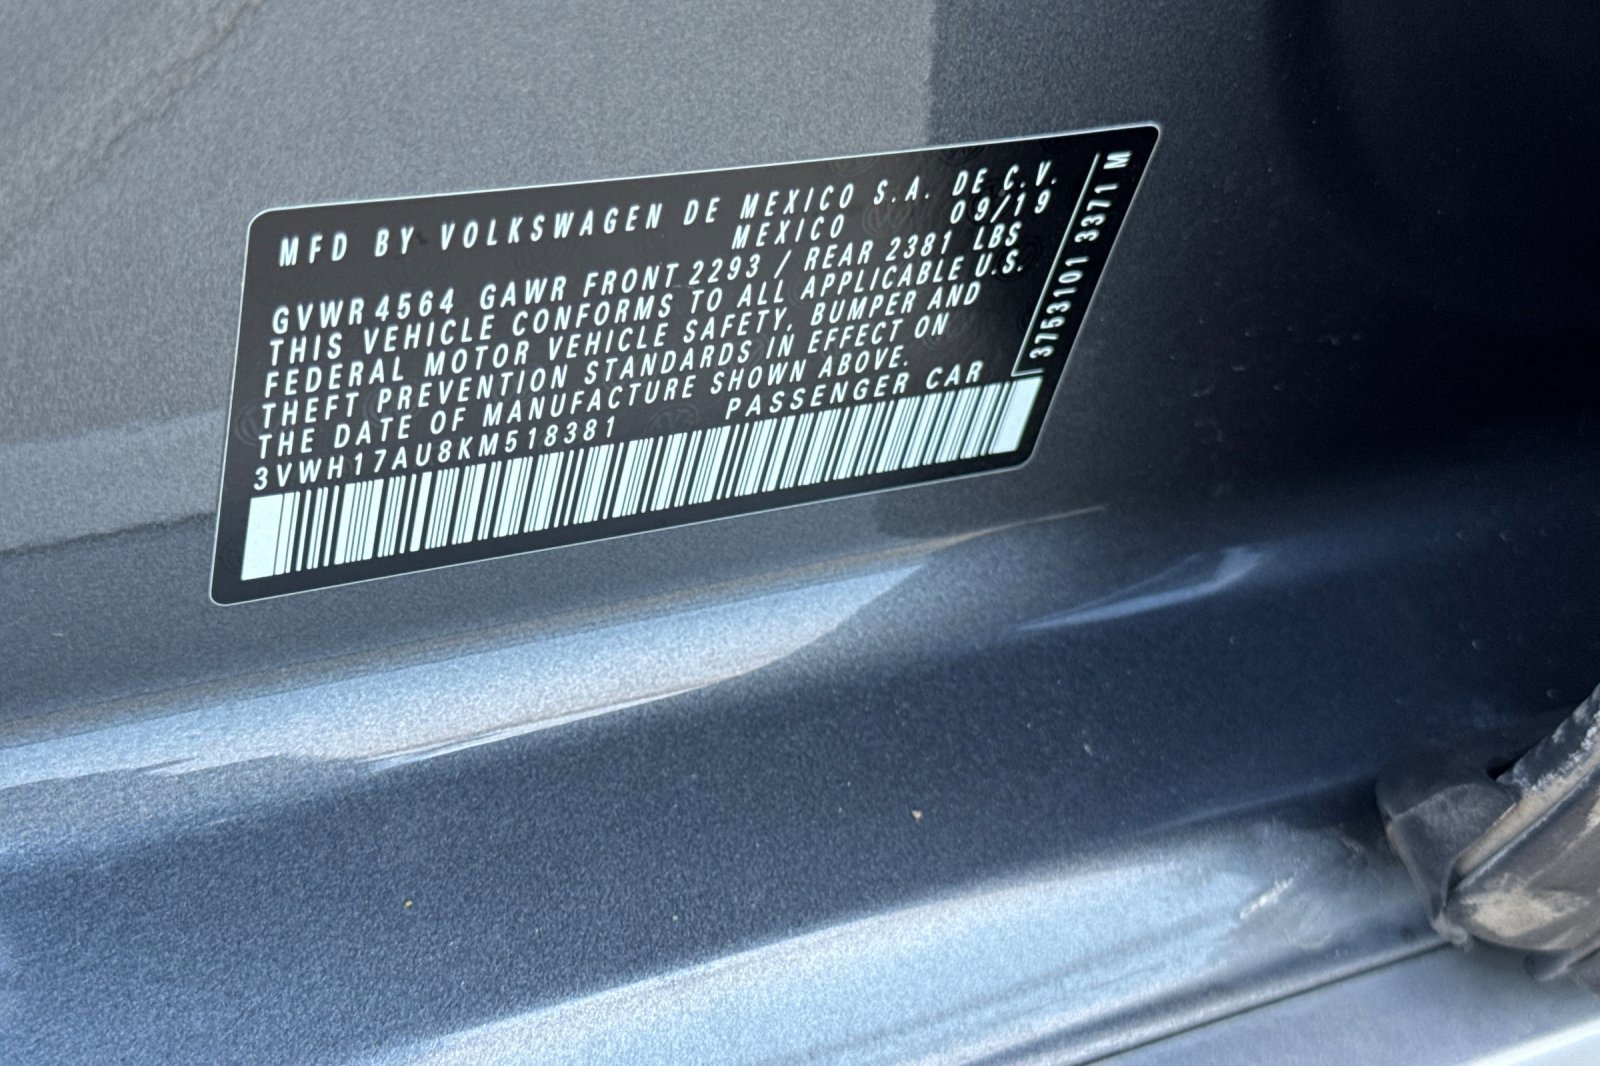 MFD BY VOLKSWAGEN DE MEXICO S.A. DE C.V.
MEXICO 09/19
GVWR 4564 GAWR FRONT 2293 / REAR 2381 LBS
THIS VEHICLE CONFORMS TO ALL APPLICABLE U.S.
FEDERAL MOTOR VEHICLE SAFETY, BUMPER AND
THEFT PREVENTION STANDARDS IN EFFECT ON
THE DATE OF MANUFACTURE SHOWN ABOVE.
3VWH17AU8KM518381 PASSENGER CAR
3753101 3371 M